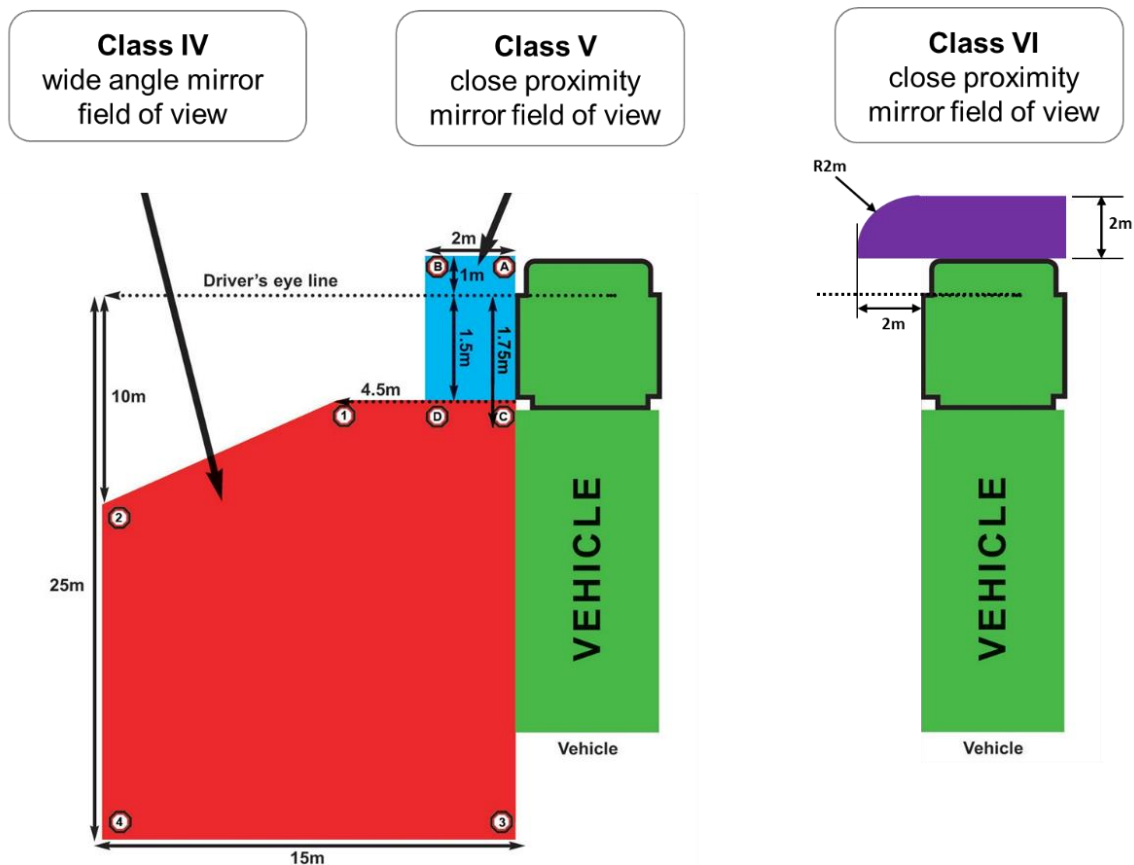 Class IV
wide angle mirror
field of view
Class V
close proximity
mirror field of view
Class VI
close proximity
mirror field of view
R2m
2m
2m
B
A
1m
Driver's eye line
2m
1.5m
1.75m
10m
4.5m
1
D
C
2
25m
VEHICLE
VEHICLE
Vehicle
Vehicle
4
3
15m